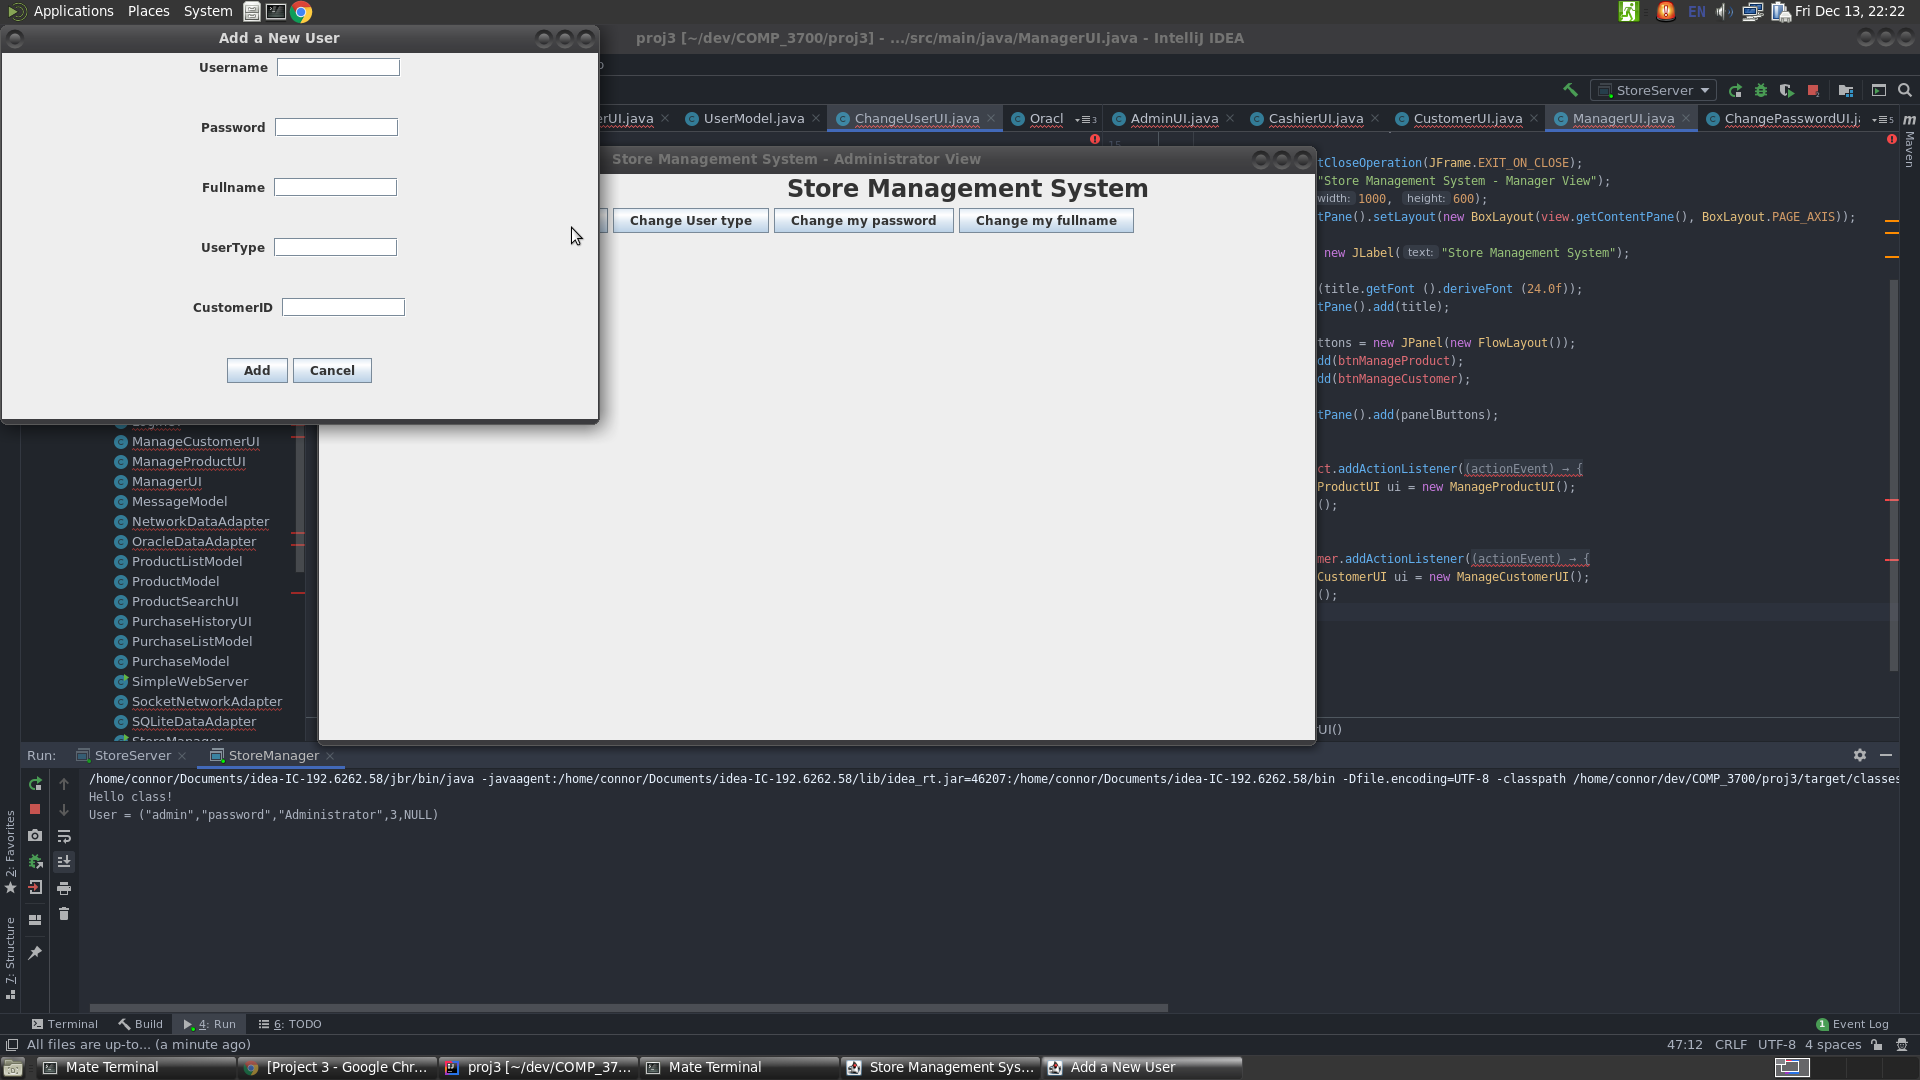 Applications Places System
EN Fri Dec 13, 22:22
Add a New User
proj3 [~/dev/COMP_3700/proj3] - .../src/main/java/ManagerUI.java - IntelliJ IDEA
Username
Password
Fullname
UserType
CustomerID
Add Cancel
StoreServer
erUI.java UserModel.java ChangeUserUI.java Oracl 3 AdminUI.java CashierUI.java CustomerUI.java ManagerUI.java ChangePasswordUI.ja 5
Maven
Store Management System - Administrator View
Store Management System
Change User type Change my password Change my fullname
15
tCloseOperation(JFrame.EXIT_ON_CLOSE);
"Store Management System - Manager View");
width: 1000, height: 600);
tPane().setLayout(new BoxLayout(view.getContentPane(), BoxLayout.PAGE_AXIS));
new JLabel( text: "Store Management System");
(title.getFont ().deriveFont (24.0f));
tPane().add(title);
ttons = new JPanel(new FlowLayout());
dd(btnManageProduct);
dd(btnManageCustomer);
tPane().add(panelButtons);
ct.addActionListener((actionEvent) → {
ProductUI ui = new ManageProductUI();
();
mer.addActionListener((actionEvent) → {
CustomerUI ui = new ManageCustomerUI();
();
UI()
ManageCustomerUI
ManageProductUI
ManagerUI
MessageModel
NetworkDataAdapter
OracleDataAdapter
ProductListModel
ProductModel
ProductSearchUI
PurchaseHistoryUI
PurchaseListModel
PurchaseModel
SimpleWebServer
SocketNetworkAdapter
SQLiteDataAdapter
StoreManager
Run: StoreServer StoreManager
/home/connor/Documents/idea-IC-192.6262.58/jbr/bin/java -javaagent:/home/connor/Documents/idea-IC-192.6262.58/lib/idea_rt.jar=46207:/home/connor/Documents/idea-IC-192.6262.58/bin -Dfile.encoding=UTF-8 -classpath /home/connor/dev/COMP_3700/proj3/target/classes
Hello class!
User = ("admin","password","Administrator",3,NULL)
2: Favorites
7: Structure
Terminal Build 4: Run 6: TODO 1 Event Log
All files are up-to... (a minute ago) 47:12 CRLF UTF-8 4 spaces
Mate Terminal [Project 3 - Google Chr... proj3 [~/dev/COMP_37... Mate Terminal Store Management Sys... Add a New User